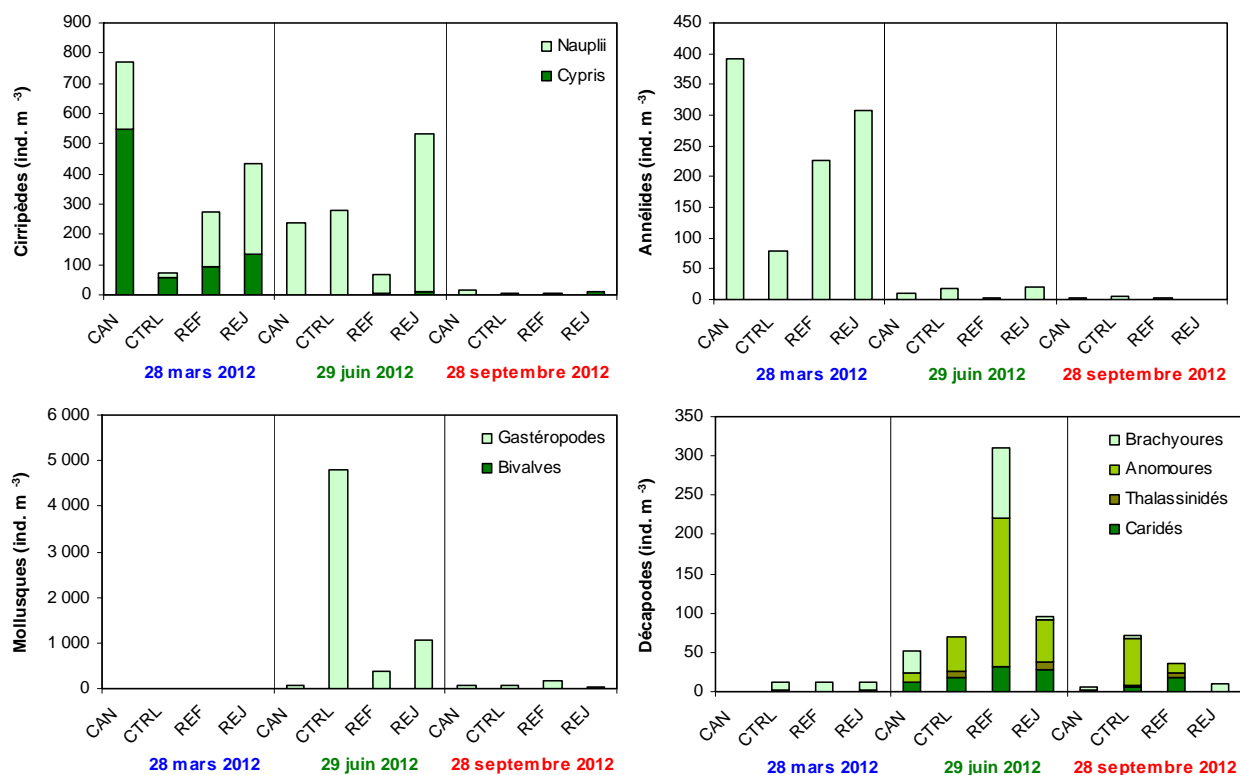 Cirripèdes (ind. m -3)
900
800
700
600
500
400
300
200
100
0
Nauplii
Cypris
CAN CTRL REF REJ CAN CTRL REF REJ CAN CTRL REF REJ
28 mars 2012 29 juin 2012 28 septembre 2012
Annélides (ind. m -3)
450
400
350
300
250
200
150
100
50
0
CAN CTRL REF REJ CAN CTRL REF REJ CAN CTRL REF REJ
28 mars 2012 29 juin 2012 28 septembre 2012
Mollusques (ind. m -3)
6 000
5 000
4 000
3 000
2 000
1 000
0
Gastéropodes
Bivalves
CAN CTRL REF REJ CAN CTRL REF REJ CAN CTRL REF REJ
28 mars 2012 29 juin 2012 28 septembre 2012
Décapodes (ind. m -3)
350
300
250
200
150
100
50
0
Brachyoures
Anomoures
Thalassinidés
Caridés
CAN CTRL REF REJ CAN CTRL REF REJ CAN CTRL REF REJ
28 mars 2012 29 juin 2012 28 septembre 2012